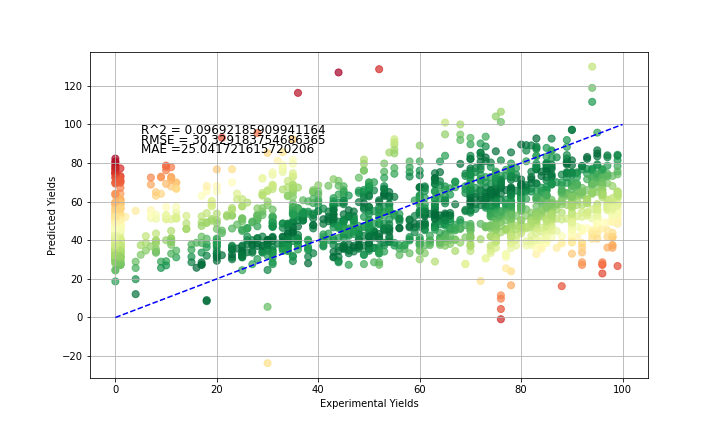 120
100
80
60
40
20
0
−20
Predicted Yields
R^2 = 0.09692185909941164
RMSE = 30.329183754686365
MAE =25.041721615720206
0 20 40 60 80 100
Experimental Yields